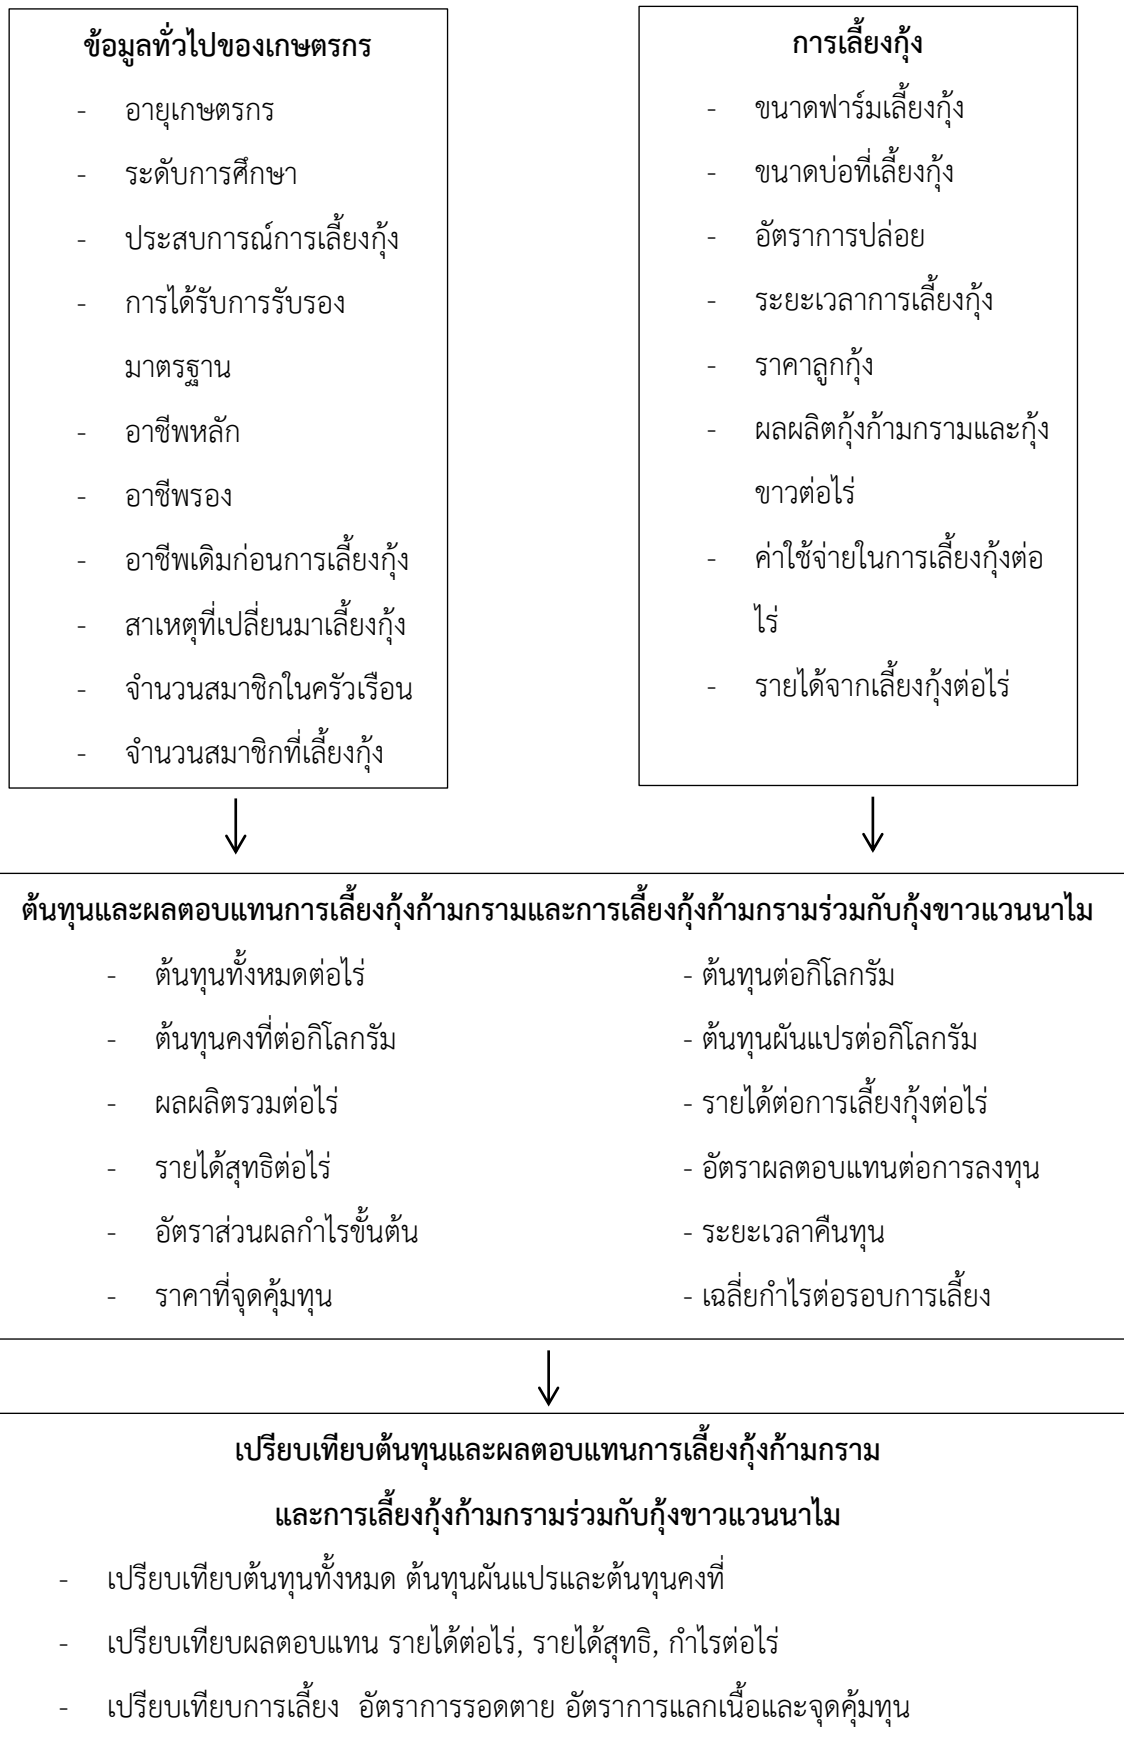 ข้อมูลทั่วไปของเกษตรกร
- อายุเกษตรกร
- ระดับการศึกษา
- ประสบการณ์การเลี้ยงกุ้ง
- การได้รับการรับรอง
มาตรฐาน
- อาชีพหลัก
- อาชีพรอง
- อาชีพเดิมก่อนการเลี้ยงกุ้ง
- สาเหตุที่เปลี่ยนมาเลี้ยงกุ้ง
- จำนวนสมาชิกในครัวเรือน
- จำนวนสมาชิกที่เลี้ยงกุ้ง
การเลี้ยงกุ้ง
- ขนาดฟาร์มเลี้ยงกุ้ง
- ขนาดบ่อที่เลี้ยงกุ้ง
- อัตราการปล่อย
- ระยะเวลาการเลี้ยงกุ้ง
- ราคาลูกกุ้ง
- ผลผลิตกุ้งก้ามกรามและกุ้ง
ขาวต่อไร่
- ค่าใช้จ่ายในการเลี้ยงกุ้งต่อ
ไร่
- รายได้จากเลี้ยงกุ้งต่อไร่
ต้นทุนและผลตอบแทนการเลี้ยงกุ้งก้ามกรามและการเลี้ยงกุ้งก้ามกรามร่วมกับกุ้งขาวแวนนาไม
- ต้นทุนทั้งหมดต่อไร่
- ต้นทุนคงที่ต่อกิโลกรัม
- ผลผลิตรวมต่อไร่
- รายได้สุทธิต่อไร่
- อัตราส่วนผลกำไรขั้นต้น
- ราคาที่จุดคุ้มทุน
- ต้นทุนต่อกิโลกรัม
- ต้นทุนผันแปรต่อกิโลกรัม
- รายได้ต่อการเลี้ยงกุ้งต่อไร่
- อัตราผลตอบแทนต่อการลงทุน
- ระยะเวลาคืนทุน
- เฉลี่ยกำไรต่อรอบการเลี้ยง
เปรียบเทียบต้นทุนและผลตอบแทนการเลี้ยงกุ้งก้ามกราม
และการเลี้ยงกุ้งก้ามกรามร่วมกับกุ้งขาวแวนนาไม
- เปรียบเทียบต้นทุนทั้งหมด ต้นทุนผันแปรและต้นทุนคงที่
- เปรียบเทียบผลตอบแทน รายได้ต่อไร่, รายได้สุทธิ, กำไรต่อไร่
- เปรียบเทียบการเลี้ยง อัตราการรอดตาย อัตราการแลกเนื้อและจุดคุ้มทุน